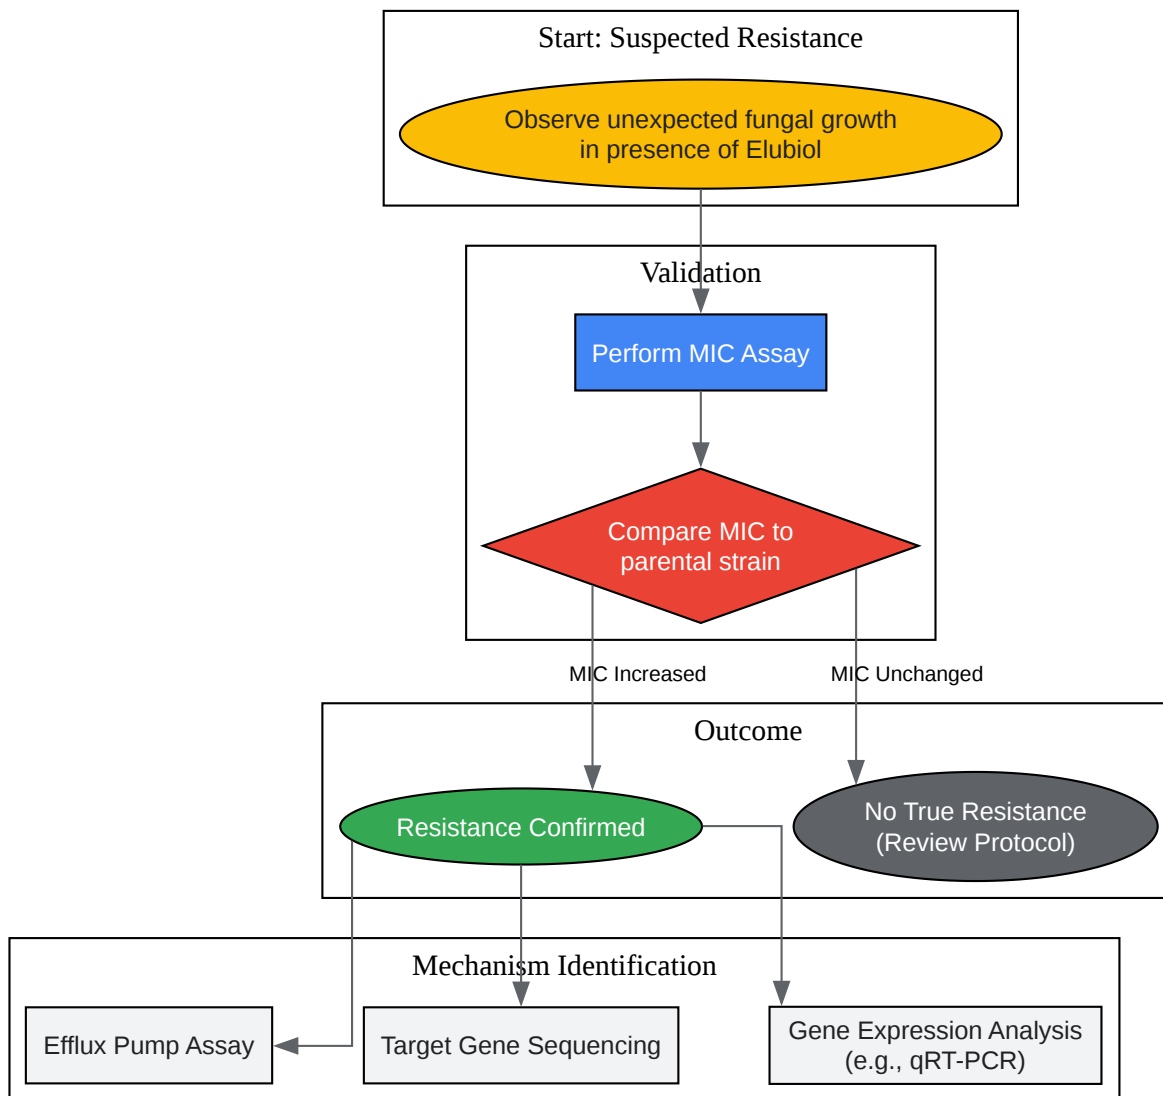 Start: Suspected Resistance
Observe unexpected fungal growth
in presence of Elubiol
Validation
Perform MIC Assay
Compare MIC to
parental strain
MIC Increased
MIC Unchanged
Outcome
Resistance Confirmed
No True Resistance
(Review Protocol)
Mechanism Identification
Efflux Pump Assay
Target Gene Sequencing
Gene Expression Analysis
(e.g., qRT-PCR)